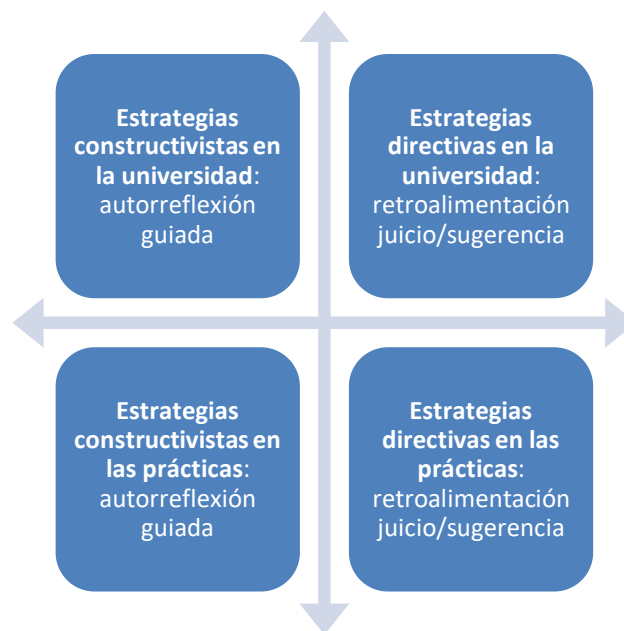 Estrategias
constructivistas en
la universidad:
autorreflexión
guiada
Estrategias
directivas en la
universidad:
retroalimentación
juicio/sugerencia
Estrategias
constructivistas en
las prácticas:
autorreflexión
guiada
Estrategias
directivas en las
prácticas:
retroalimentación
juicio/sugerencia